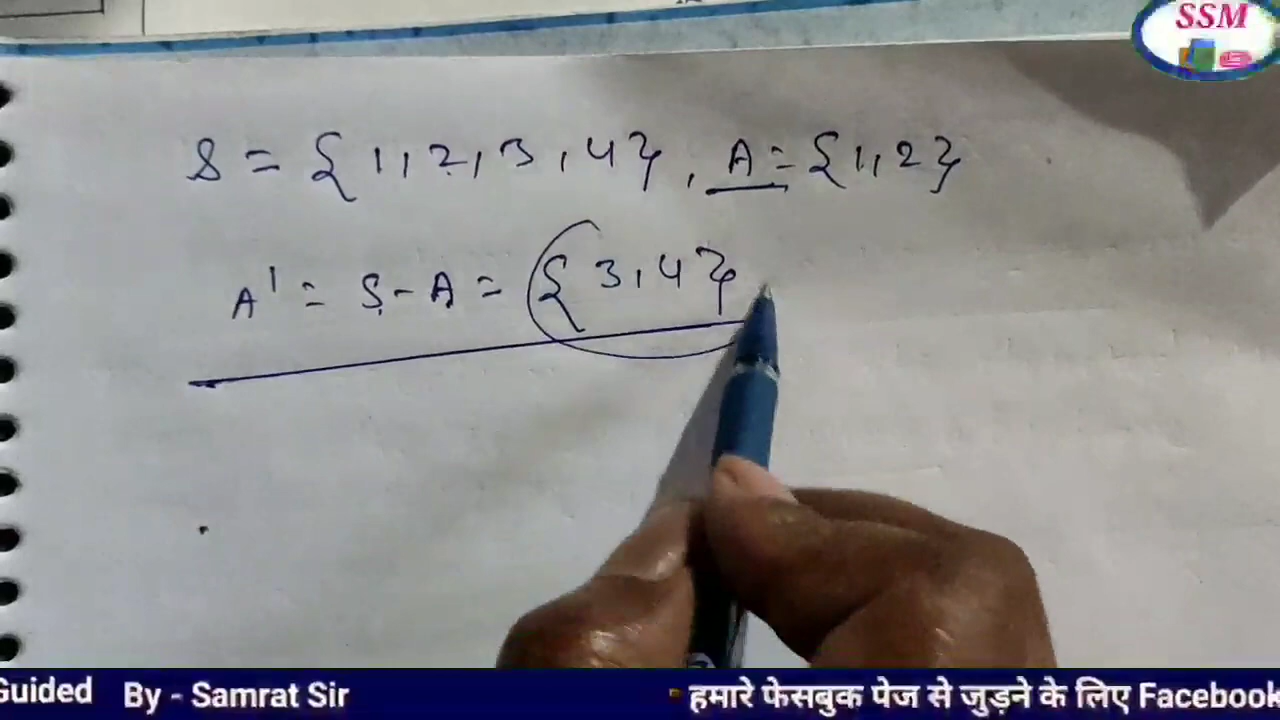 SSM
S = {1, 2, 3, 4}, A = {1, 2}
A' = S - A = {3, 4}
Guided By - Samrat Sir हमारे फेसबुक पेज से जुड़ने के लिए Facebook